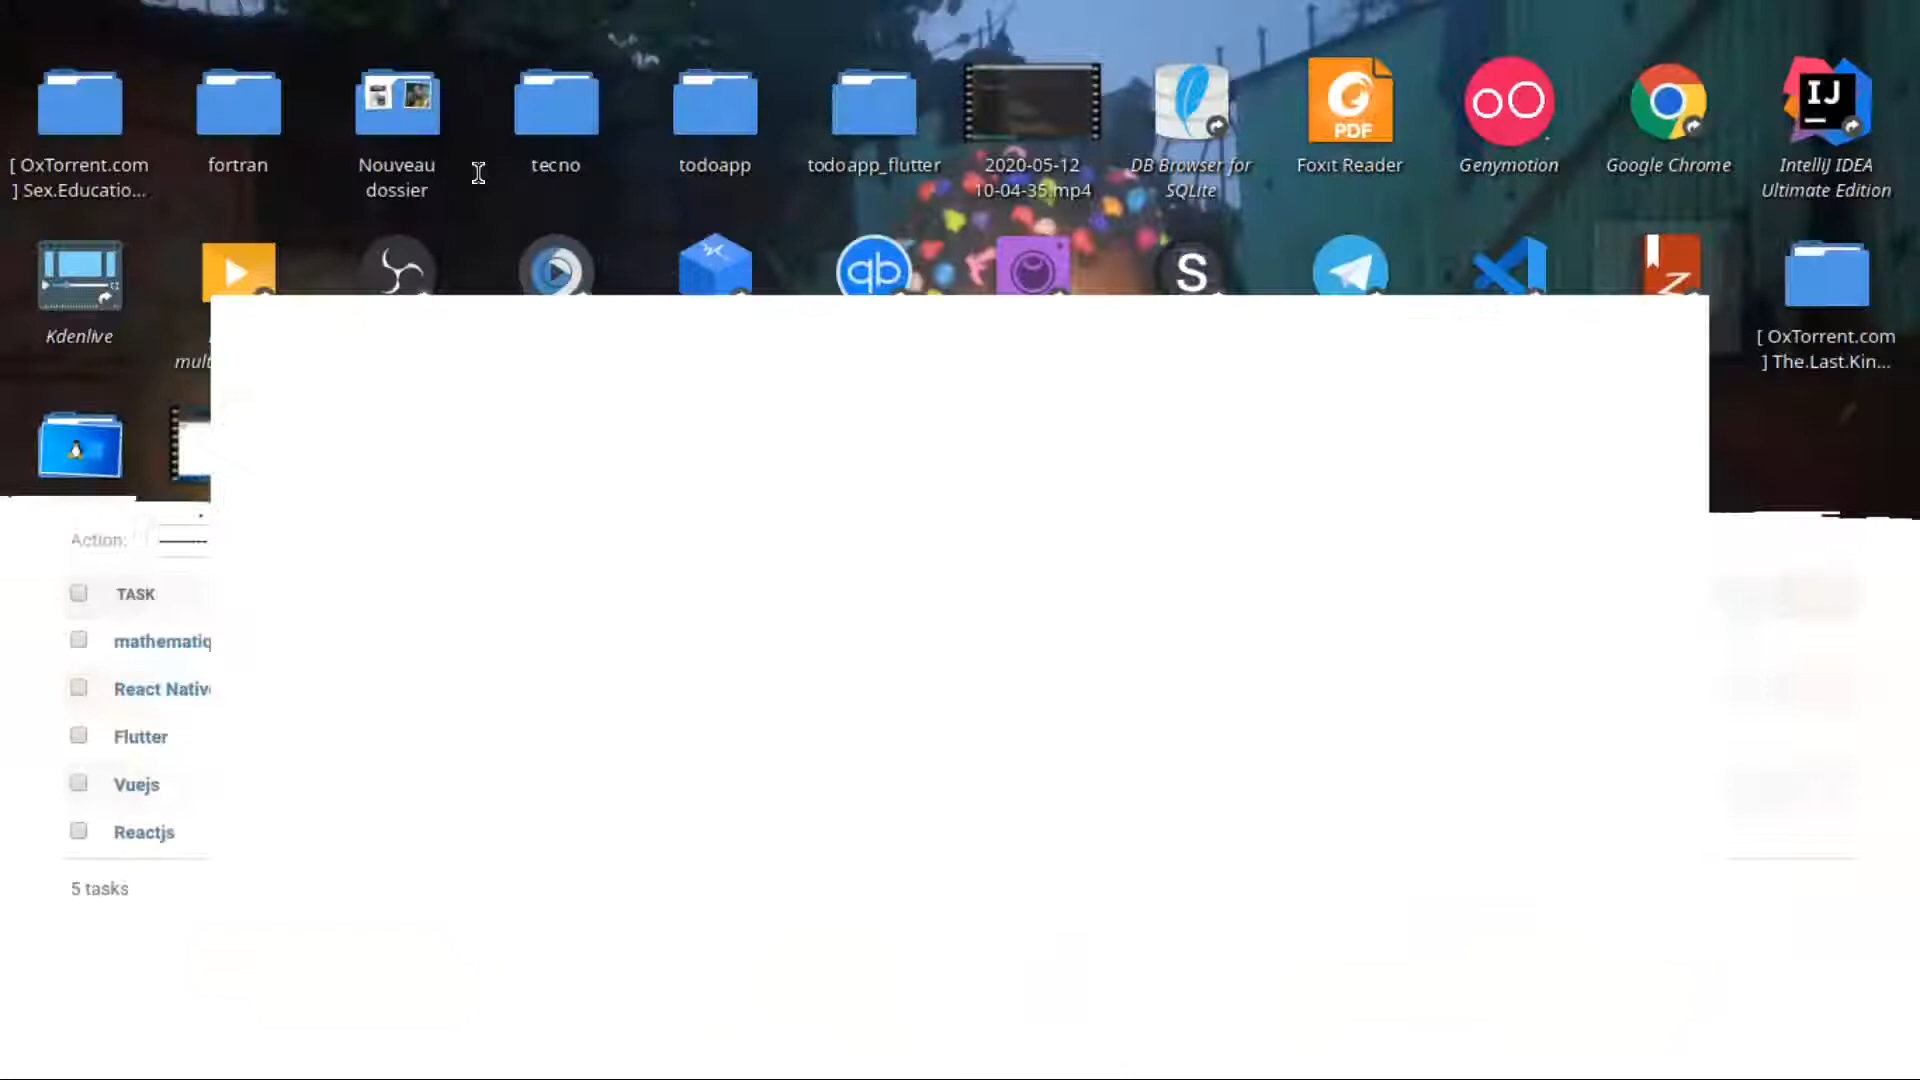 [ OxTorrent.com
] Sex.Educatio...
fortran
Nouveau
dossier
tecno
todoapp
todoapp_flutter
2020-05-12
10-04-35.mp4
DB Browser for
SQLite
PDF
Foxit Reader
Genymotion
Google Chrome
IJ
IntelliJ IDEA
Ultimate Edition
Kdenlive
qb
S
[ OxTorrent.com
] The.Last.Kin...
Action:
TASK
mathematiq
React Nativ
Flutter
Vuejs
Reactjs
5 tasks